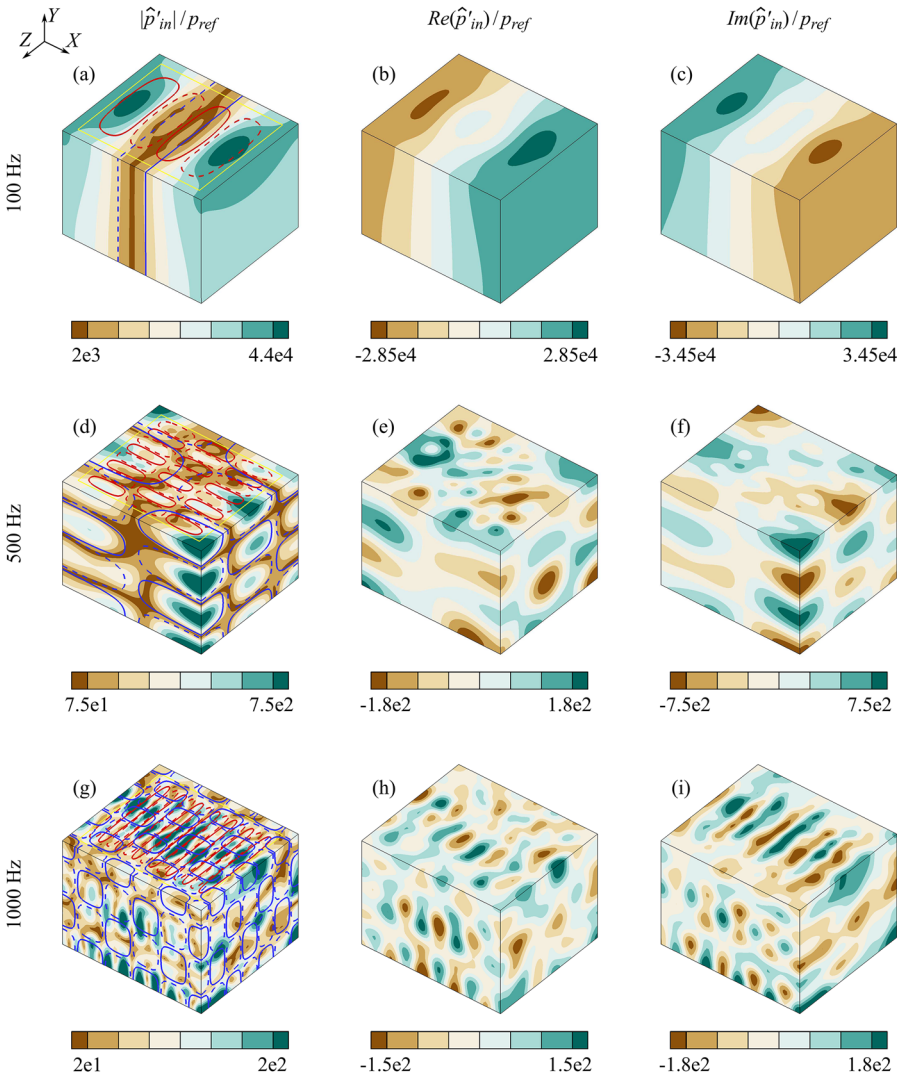 Y
Z X
|p̂'in|/pref Re(p̂'in)/pref Im(p̂'in)/pref
100 Hz
(a) (b) (c)
2e3 4.4e4 -2.85e4 2.85e4 -3.45e4 3.45e4
500 Hz
(d) (e) (f)
7.5e1 7.5e2 -1.8e2 1.8e2 -7.5e2 7.5e2
1000 Hz
(g) (h) (i)
2e1 2e2 -1.5e2 1.5e2 -1.8e2 1.8e2